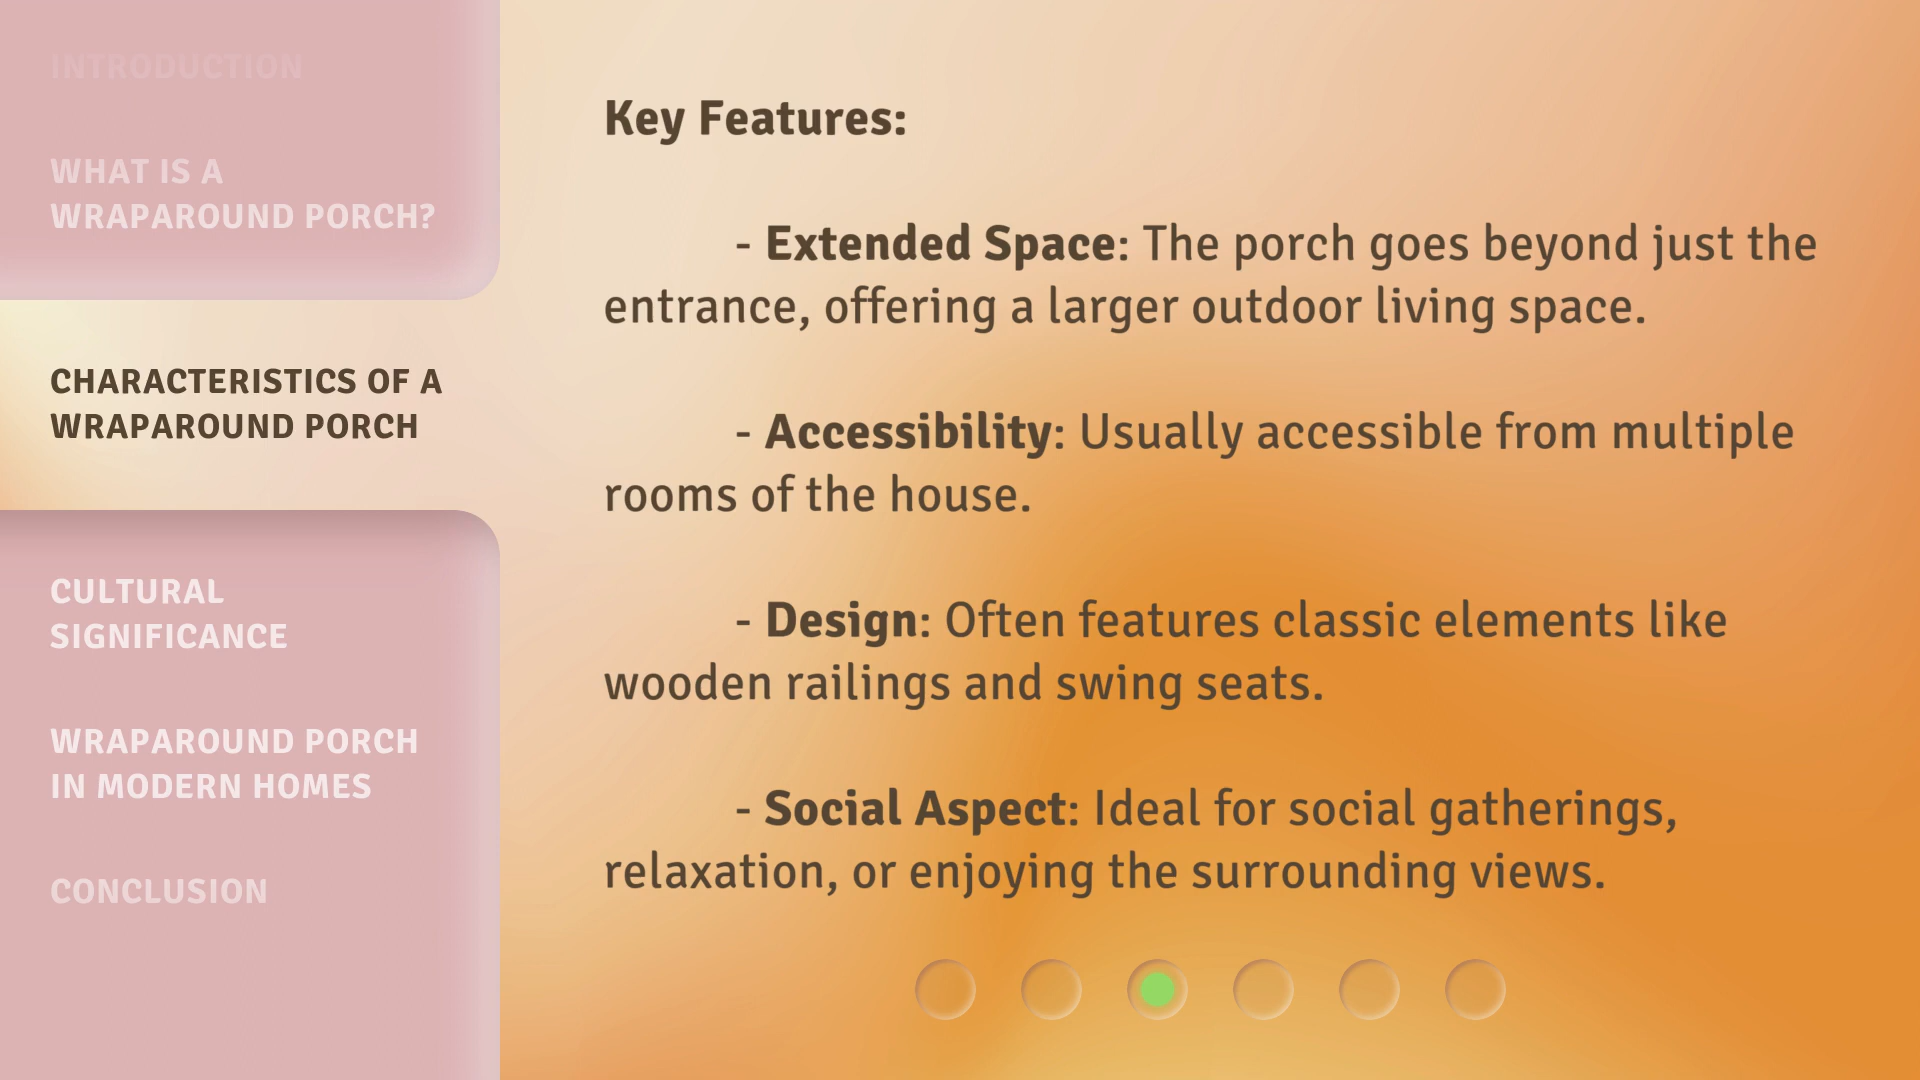 INTRODUCTION
WHAT IS A
WRAPAROUND PORCH?
CHARACTERISTICS OF A
WRAPAROUND PORCH
CULTURAL
SIGNIFICANCE
WRAPAROUND PORCH
IN MODERN HOMES
CONCLUSION
Key Features:
- Extended Space: The porch goes beyond just the
entrance, offering a larger outdoor living space.
- Accessibility: Usually accessible from multiple
rooms of the house.
- Design: Often features classic elements like
wooden railings and swing seats.
- Social Aspect: Ideal for social gatherings,
relaxation, or enjoying the surrounding views.